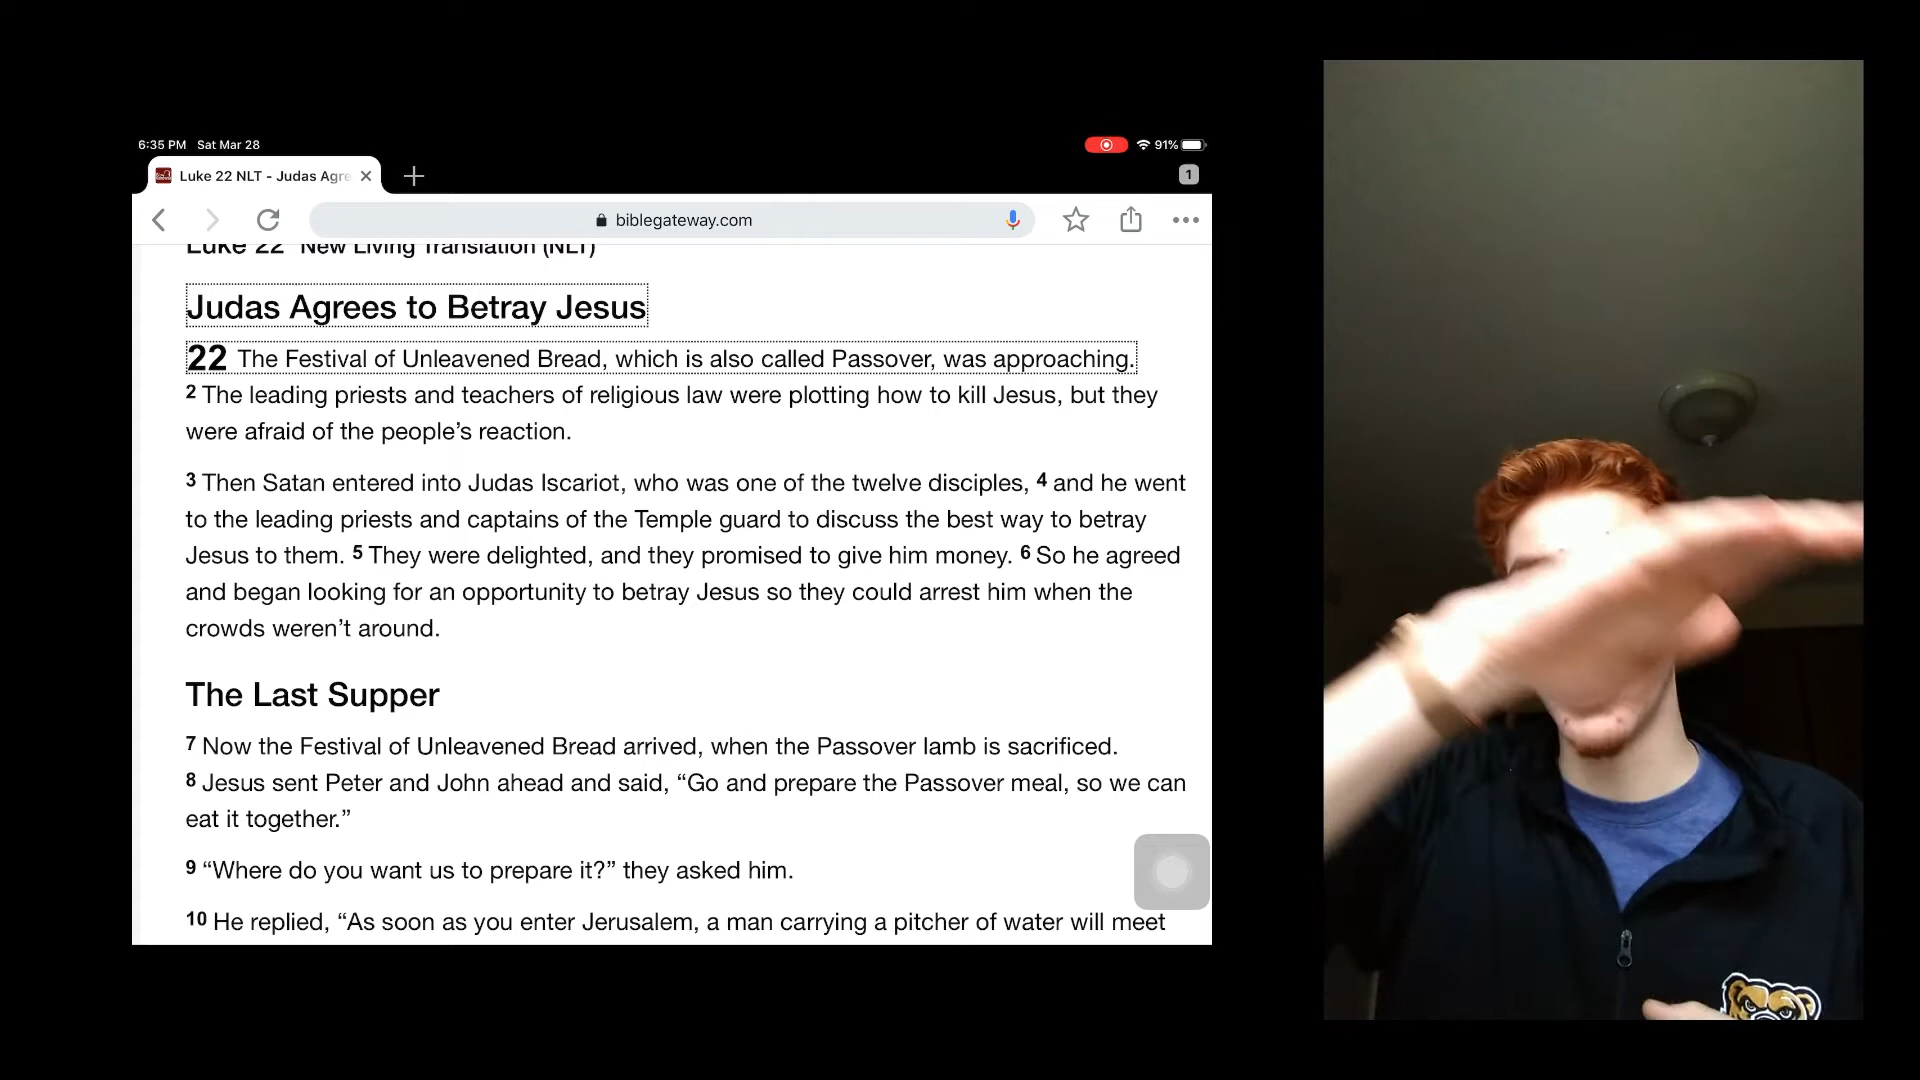 6:35 PM Sat Mar 28
91%
Luke 22 NLT - Judas Agre
1
biblegateway.com
Luke 22 New Living Translation (NLT)
Judas Agrees to Betray Jesus
22 The Festival of Unleavened Bread, which is also called Passover, was approaching.
2 The leading priests and teachers of religious law were plotting how to kill Jesus, but they
were afraid of the people’s reaction.
3 Then Satan entered into Judas Iscariot, who was one of the twelve disciples, 4 and he went
to the leading priests and captains of the Temple guard to discuss the best way to betray
Jesus to them. 5 They were delighted, and they promised to give him money. 6 So he agreed
and began looking for an opportunity to betray Jesus so they could arrest him when the
crowds weren’t around.
The Last Supper
7 Now the Festival of Unleavened Bread arrived, when the Passover lamb is sacrificed.
8 Jesus sent Peter and John ahead and said, “Go and prepare the Passover meal, so we can
eat it together.”
9 “Where do you want us to prepare it?” they asked him.
10 He replied, “As soon as you enter Jerusalem, a man carrying a pitcher of water will meet